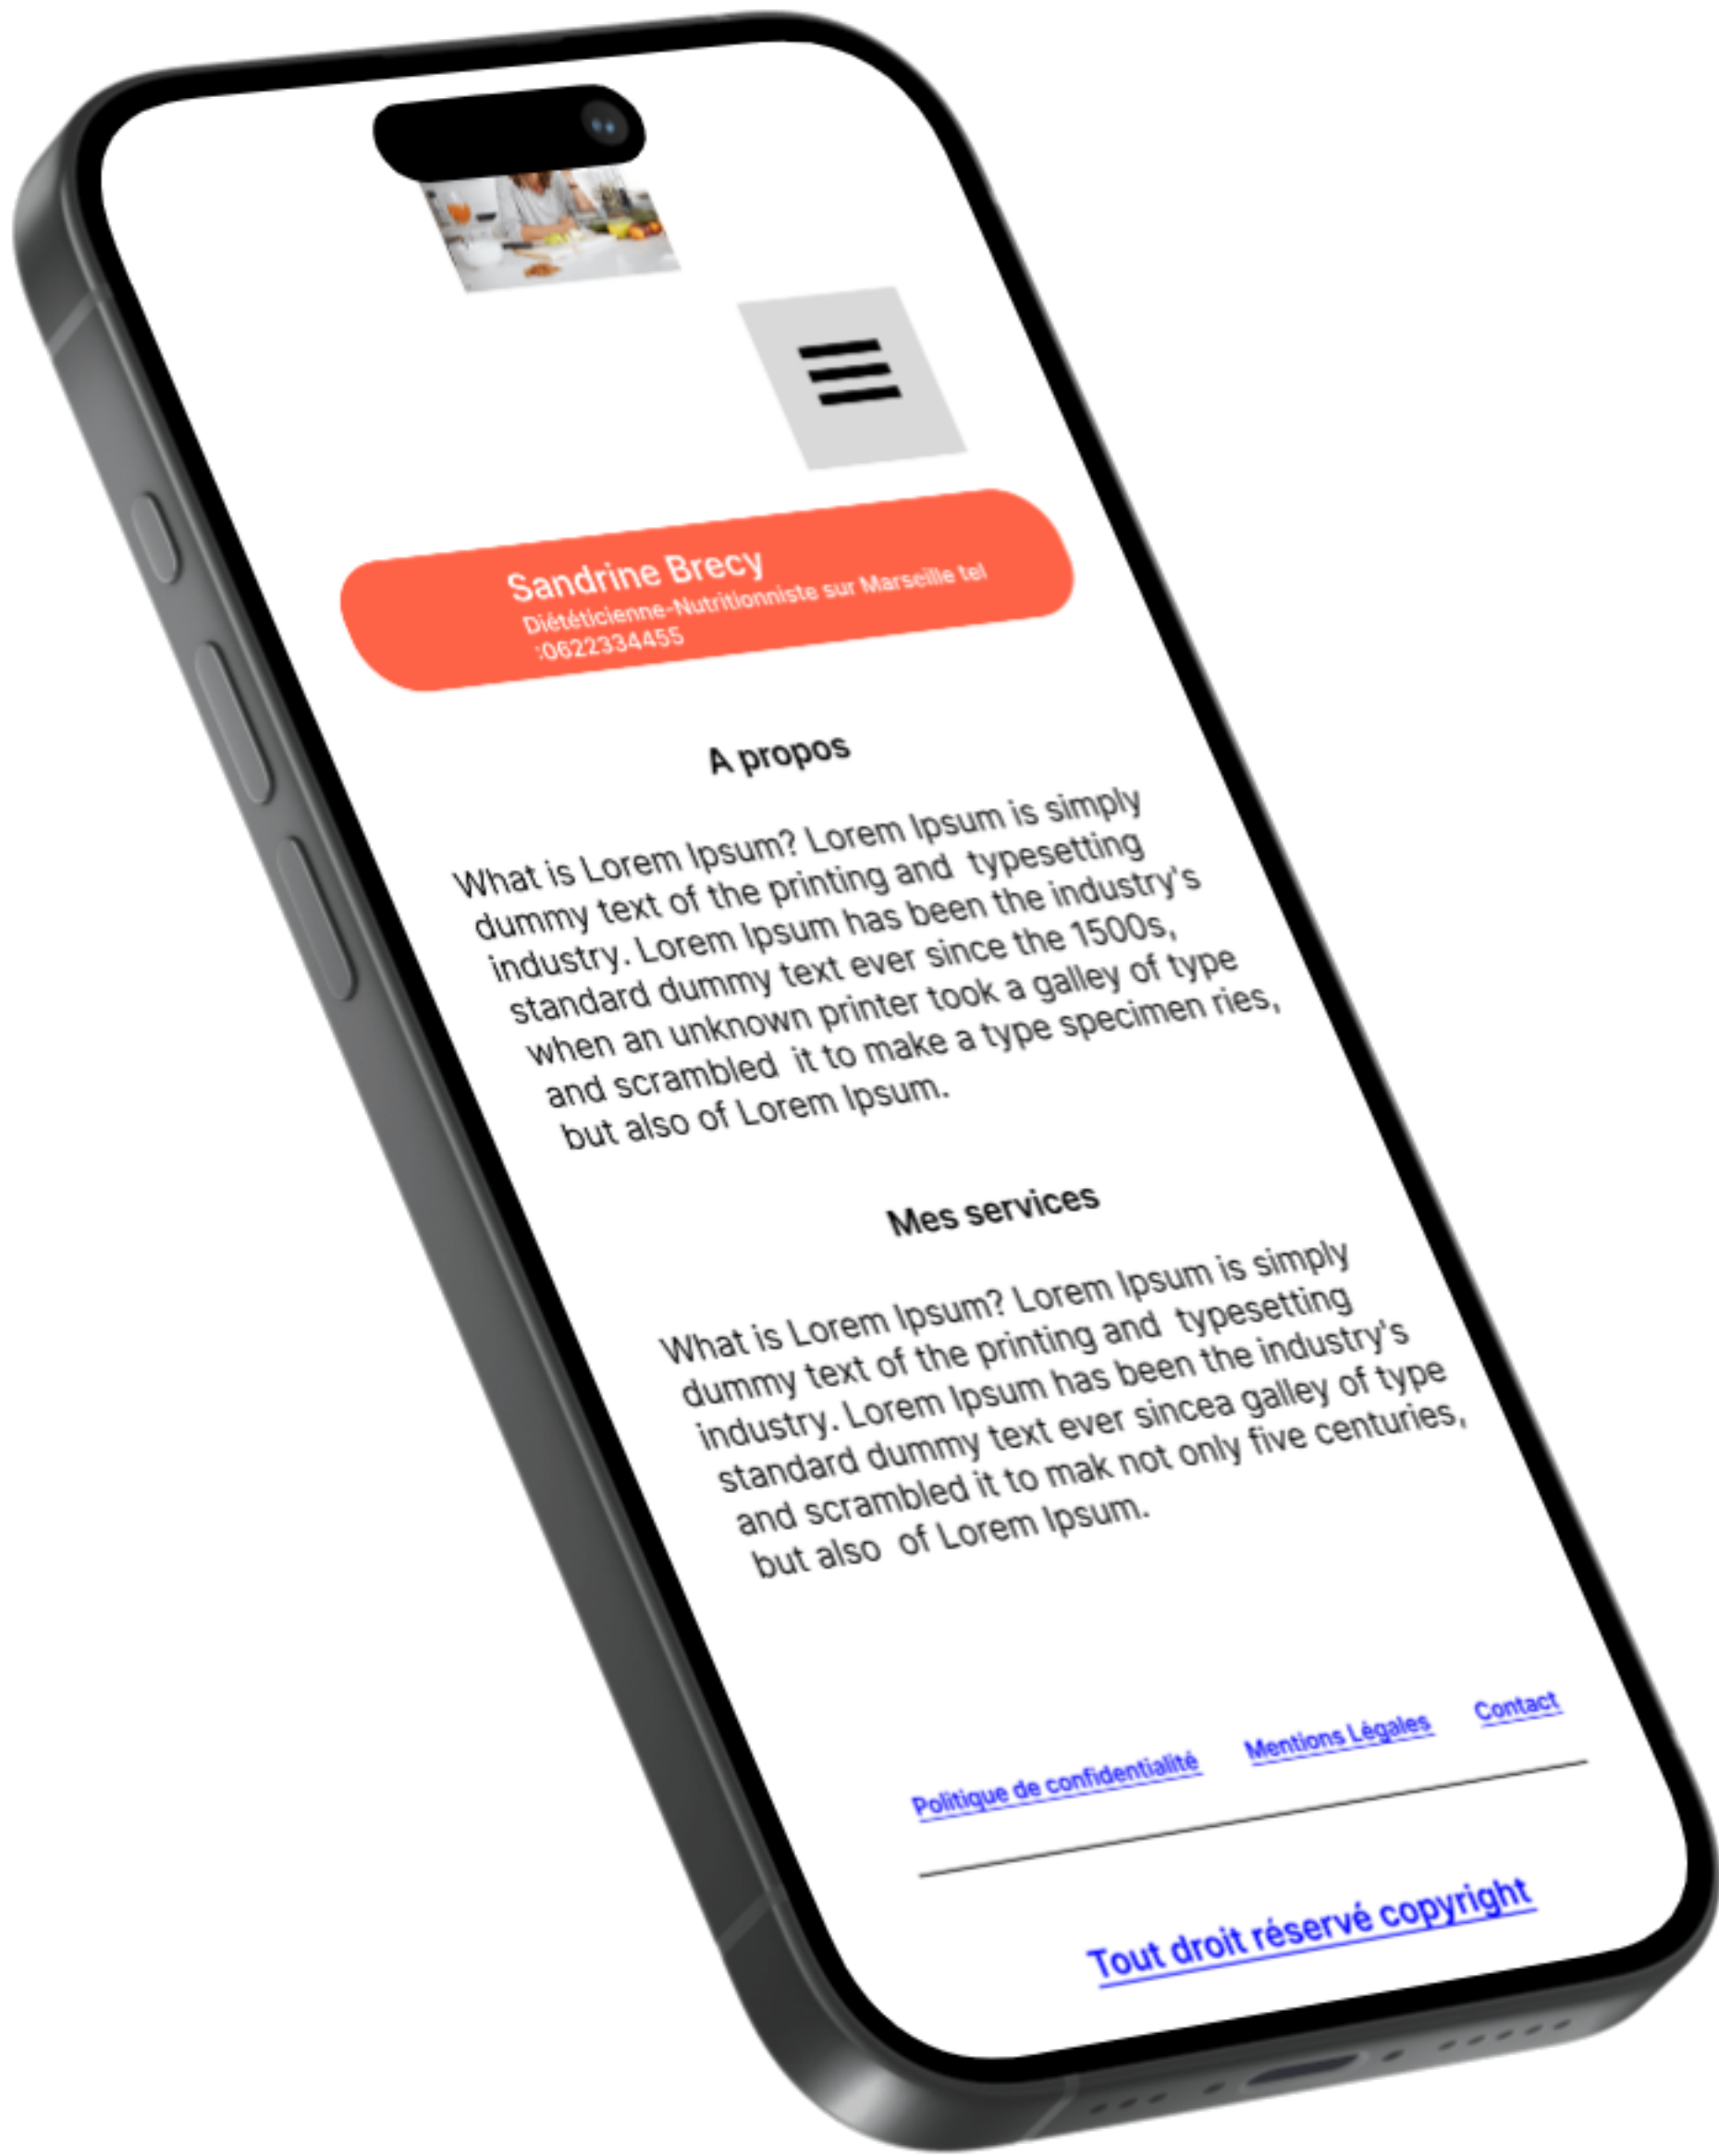 Sandrine Brecy
Diététicienne-Nutritionniste sur Marseille tel
:0622334455
A propos
What is Lorem Ipsum? Lorem Ipsum is simply
dummy text of the printing and typesetting
industry. Lorem Ipsum has been the industry's
standard dummy text ever since the 1500s,
when an unknown printer took a galley of type
and scrambled it to make a type specimen ries,
but also of Lorem Ipsum.
Mes services
What is Lorem Ipsum? Lorem Ipsum is simply
dummy text of the printing and typesetting
industry. Lorem Ipsum has been the industry's
standard dummy text ever sincea galley of type
and scrambled it to mak not only five centuries,
but also of Lorem Ipsum.
Politique de confidentialité Mentions Légales Contact
Tout droit réservé copyright